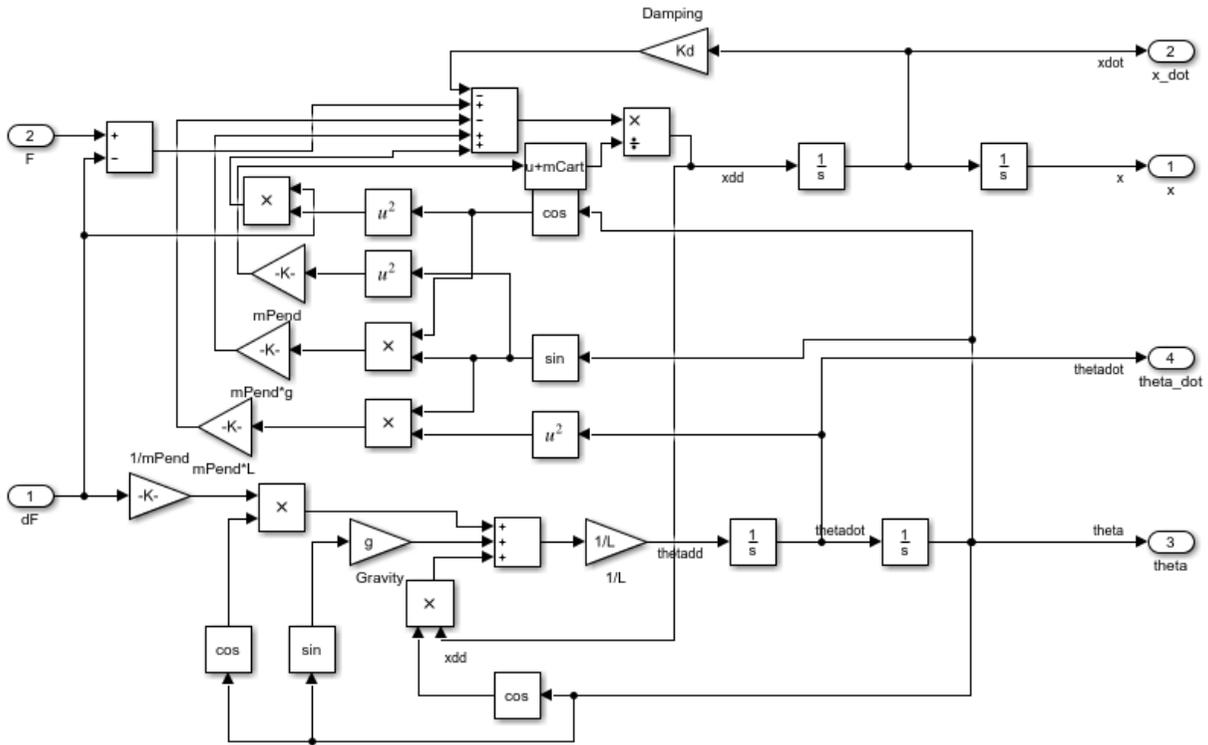 Damping
Kd
xdot
2
x_dot
−
+
−
+
+
2
F
+
−
×
÷
u+mCart
xdd
1
s
1
s
x
1
x
×
u²
cos
-K-
u²
mPend
-K-
×
sin
thetadot
4
theta_dot
mPend*g
-K-
×
u²
mPend*L
1/mPend
1
dF
-K-
×
g
Gravity
+
+
+
1/L
1/L
thetadd
1
s
thetadot
1
s
theta
3
theta
×
cos
sin
xdd
cos